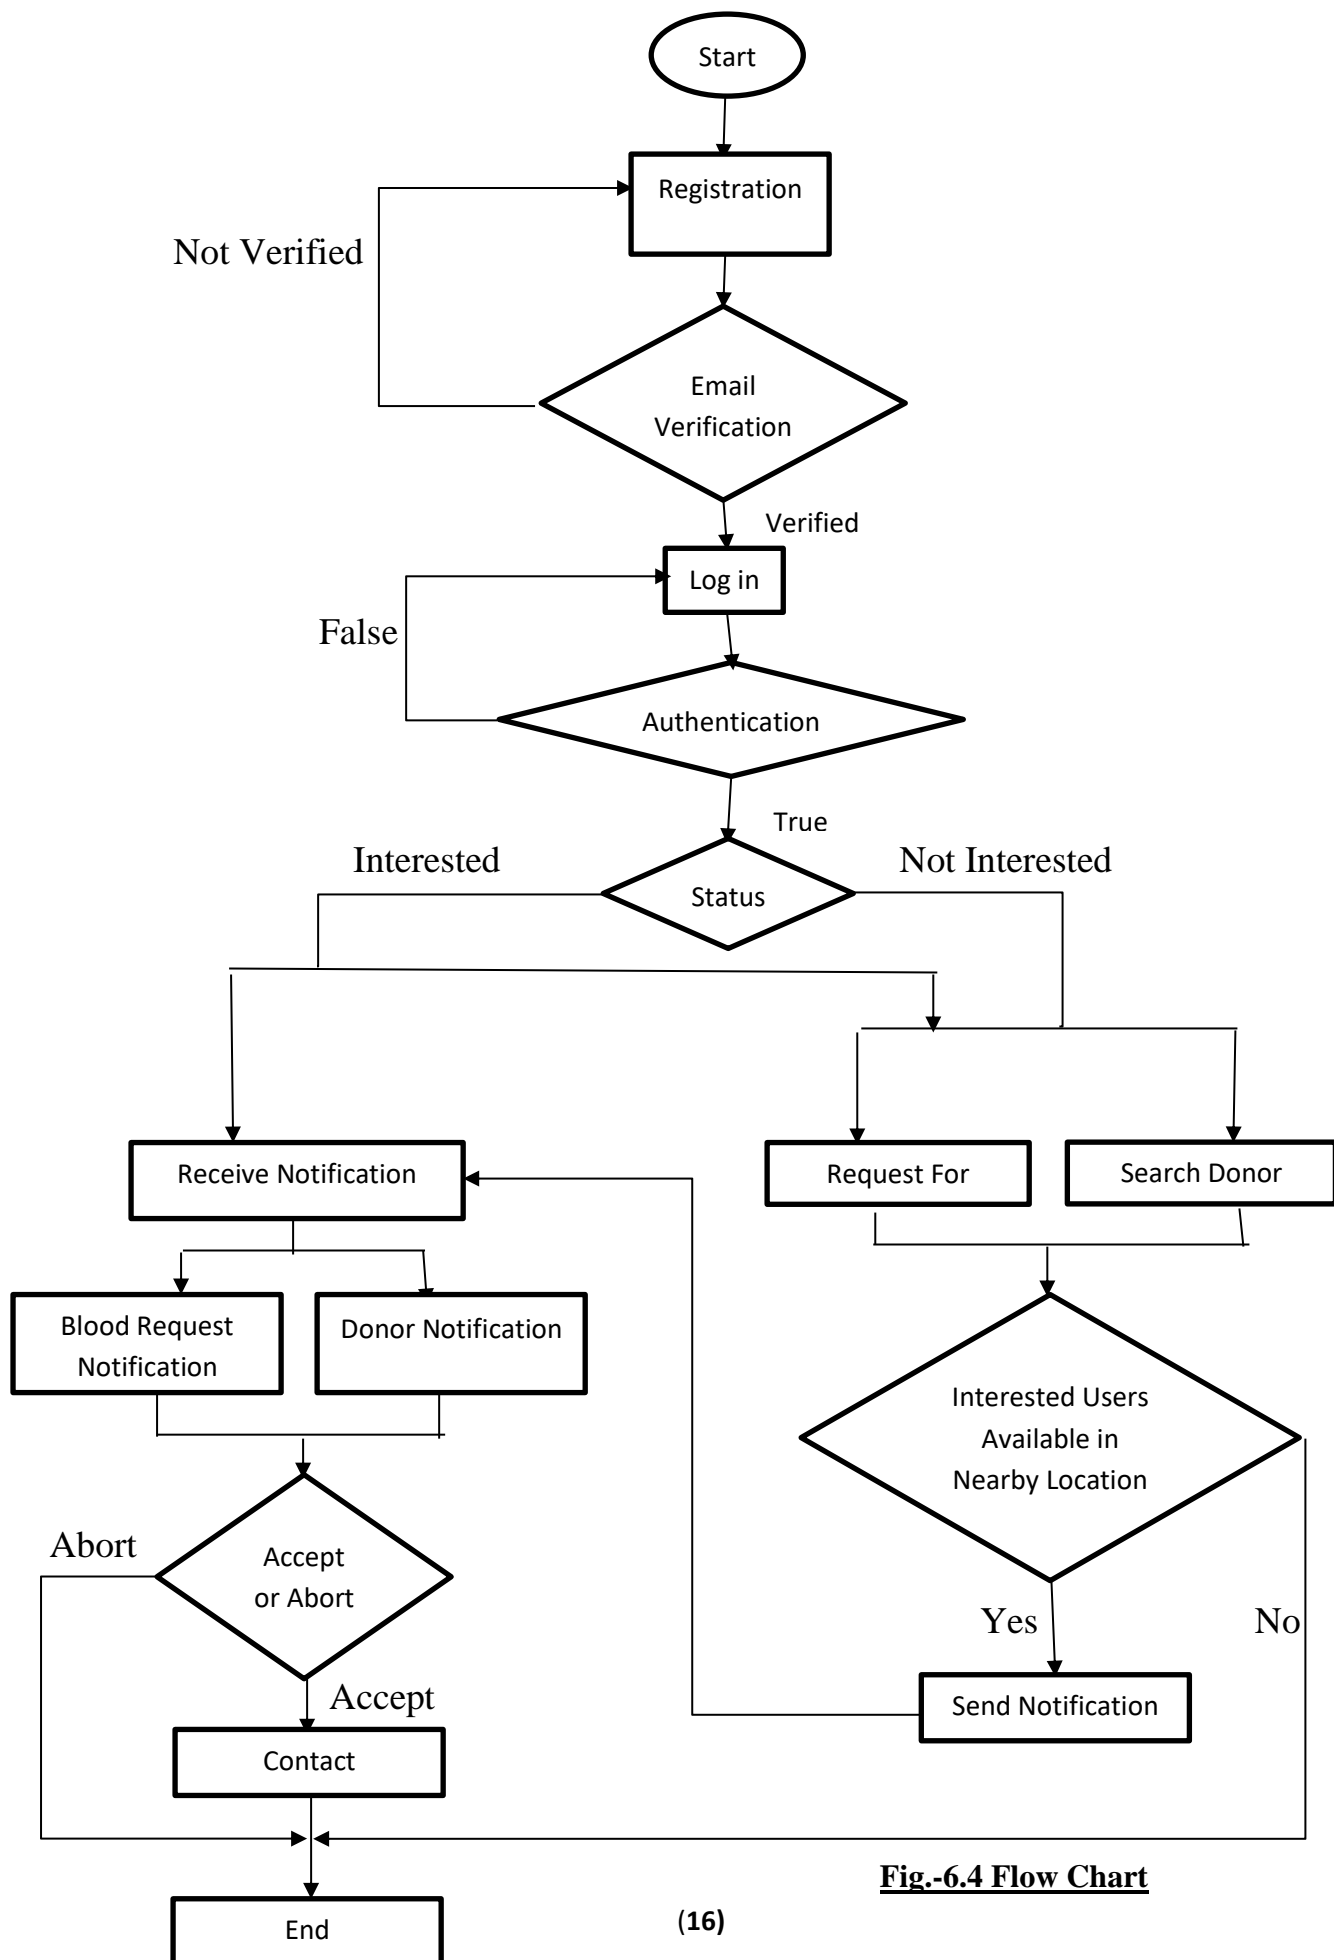 Start
Registration
Not Verified
Email
Verification
Verified
Log in
False
Authentication
True
Interested
Not Interested
Status
Receive Notification
Request For
Search Donor
Blood Request
Notification
Donor Notification
Interested Users
Available in
Nearby Location
Abort
Accept
or Abort
Yes
No
Accept
Send Notification
Contact
Fig.-6.4 Flow Chart
End
(16)